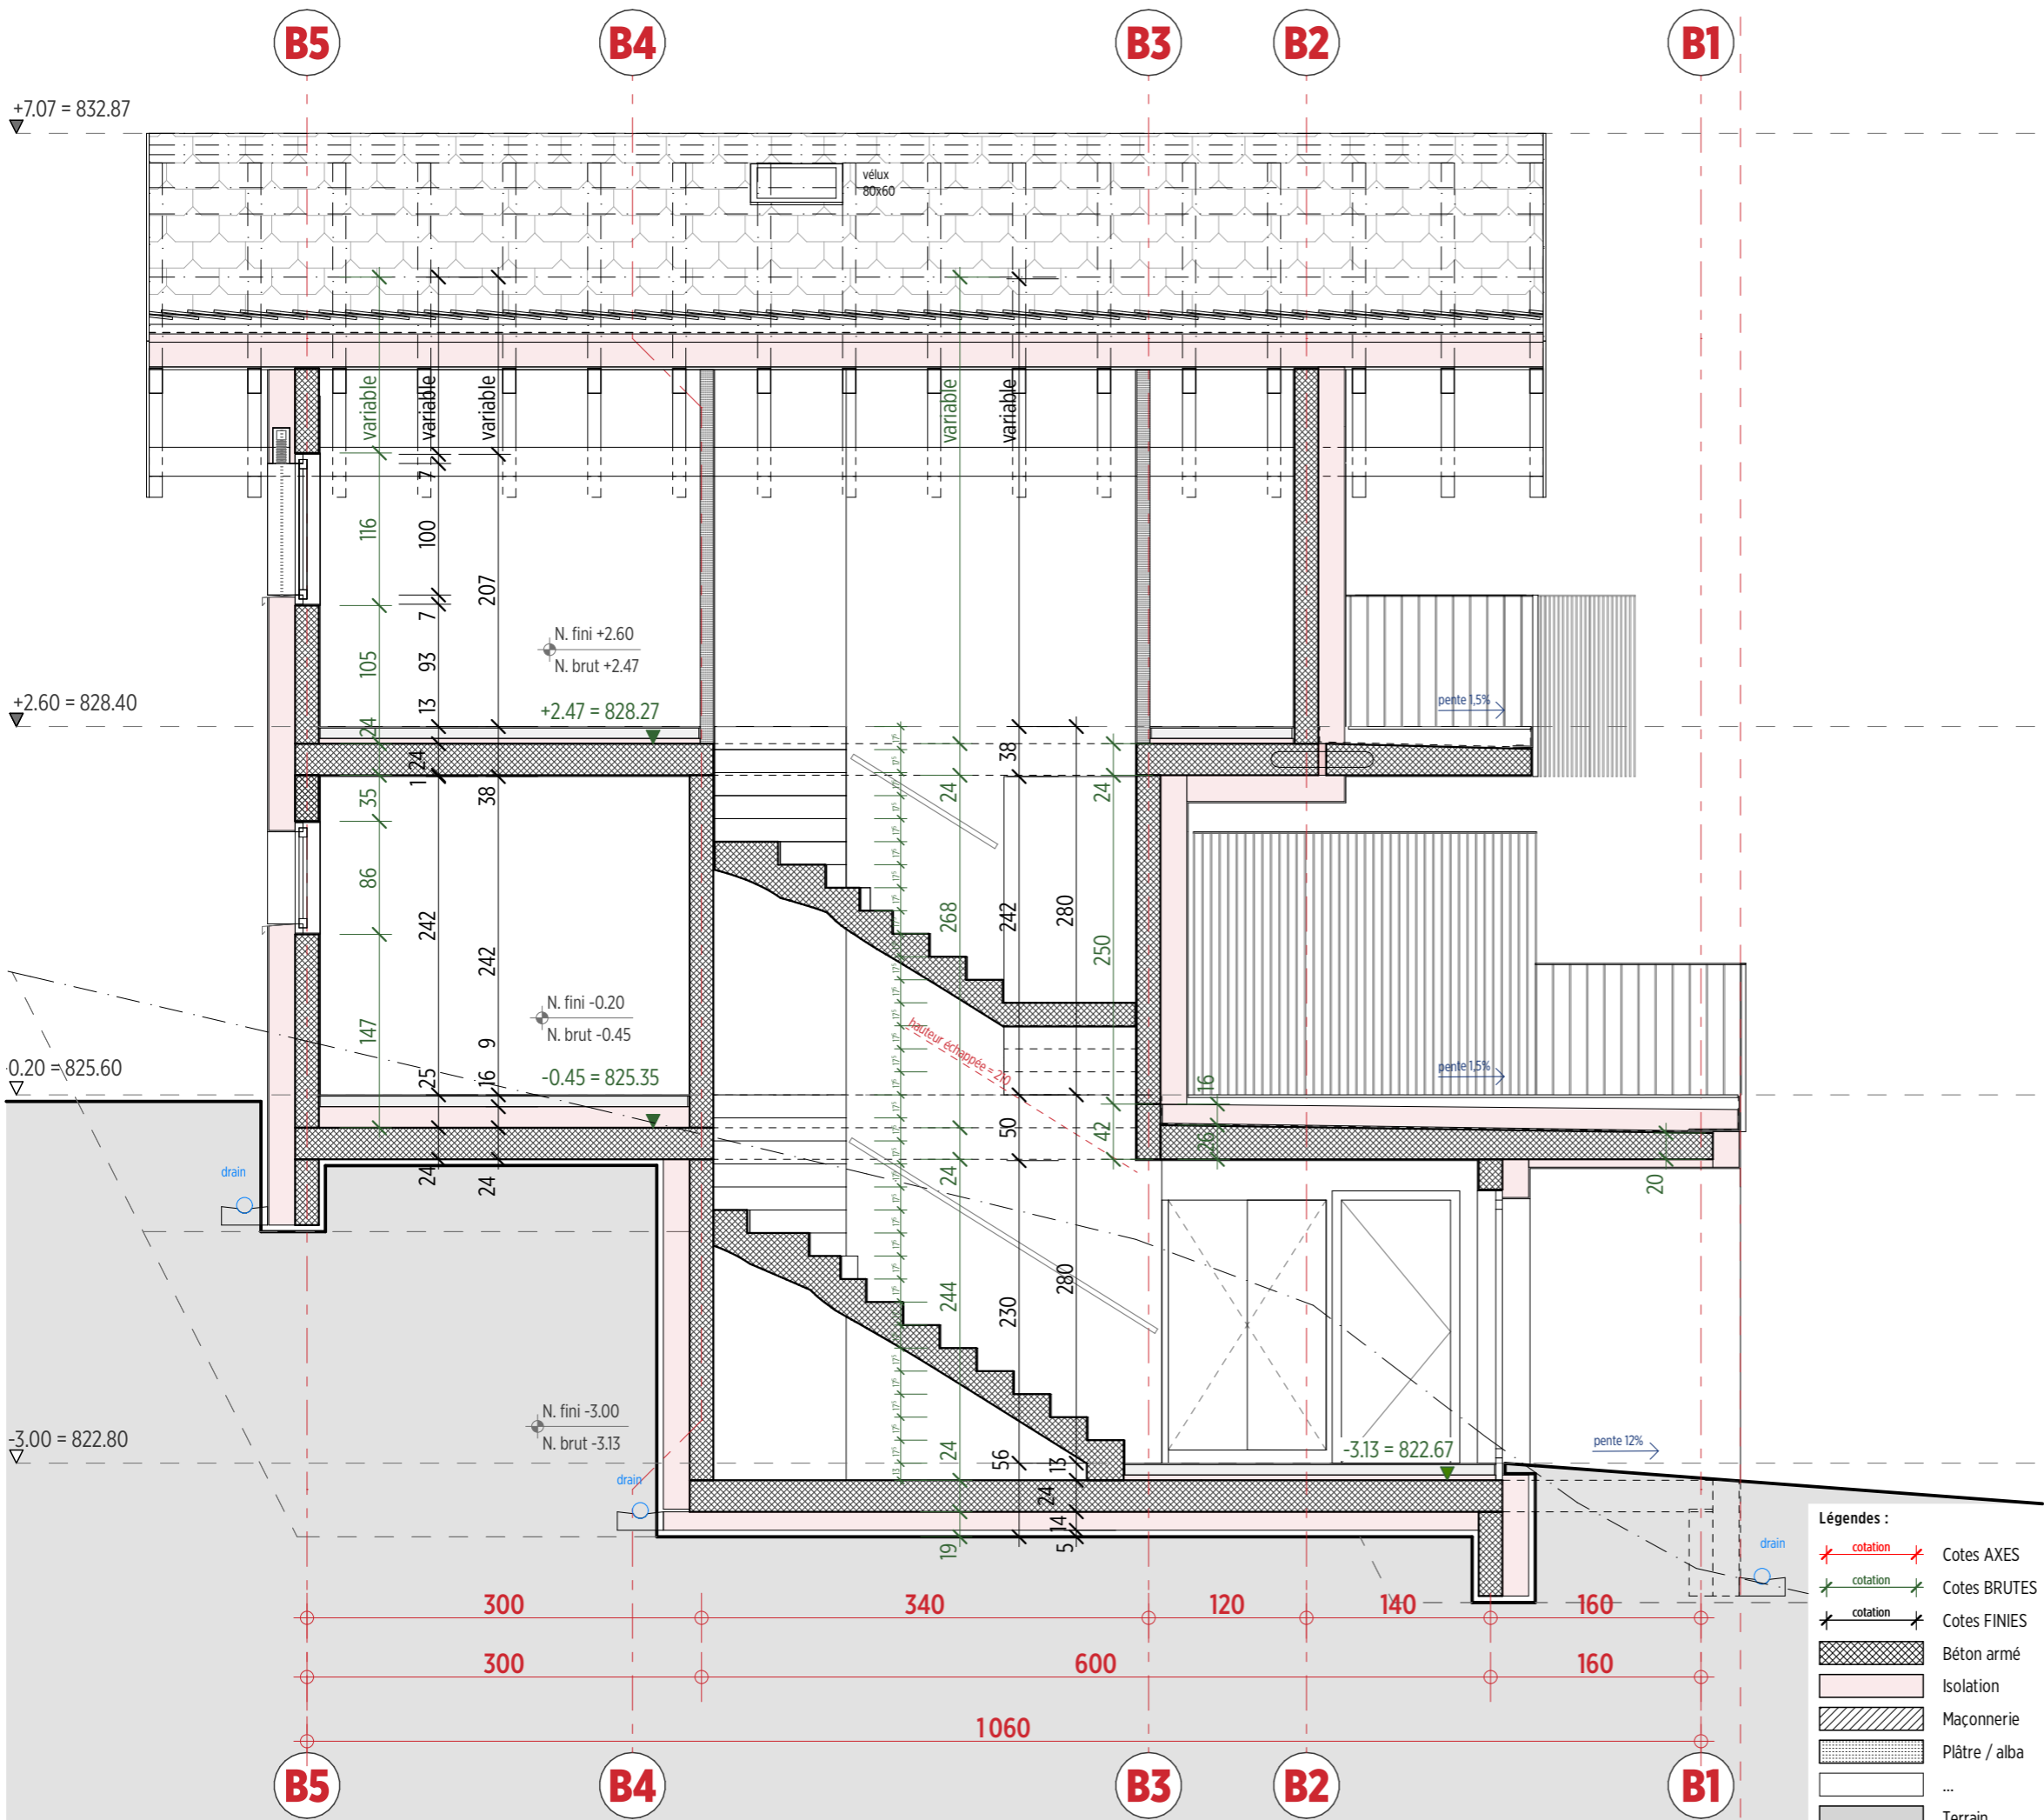 B5 B4 B3 B2 B1
+7.07 = 832.87
vélux
80x60
variable variable variable variable variable
7
116 100
207
7
N. fini +2.60
N. brut +2.47
105 93
+2.60 = 828.40
24 13
+2.47 = 828.27
pente 1,5%
1 24
38
24
38
24
35
86
242
242
268
242
280
250
N. fini -0.20
N. brut -0.45
147
9
hauteur échappée = 210
-0.20 = 825.60
25
16
-0.45 = 825.35
pente 1,5%
16
50
42
26
24
24
24
20
drain
244
230
280
N. fini -3.00
N. brut -3.13
-3.00 = 822.80
24
56
13
-3.13 = 822.67
pente 12%
drain
24
14
19
5
Légendes :
cotation Cotes AXES
drain
cotation Cotes BRUTES
cotation Cotes FINIES
Béton armé
Isolation
Maçonnerie
Plâtre / alba
...
Terrain
300 340 120 140 160
300 600 160
1060
B5 B4 B3 B2 B1